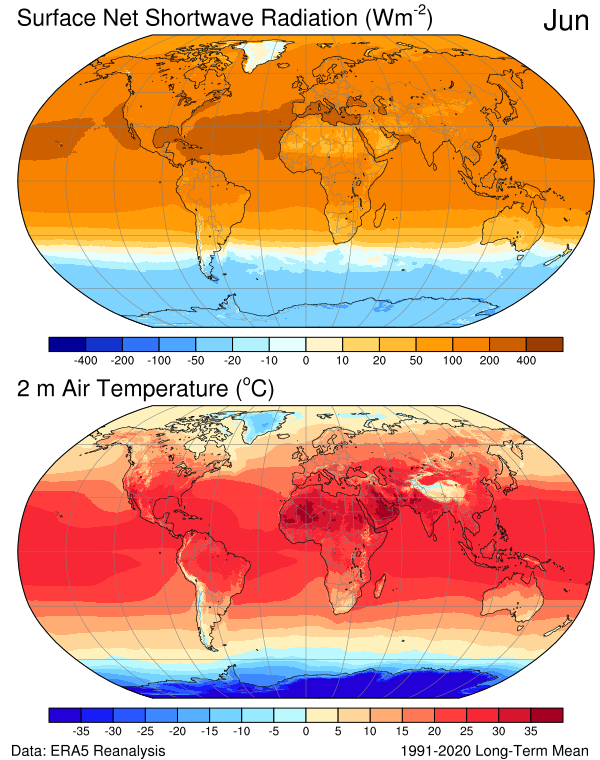 Surface Net Shortwave Radiation (Wm-2) Jun
-400 -200 -100 -50 -20 -10 0 10 20 50 100 200 400
2 m Air Temperature (oC)
-35 -30 -25 -20 -15 -10 -5 0 5 10 15 20 25 30 35
Data: ERA5 Reanalysis 1991-2020 Long-Term Mean